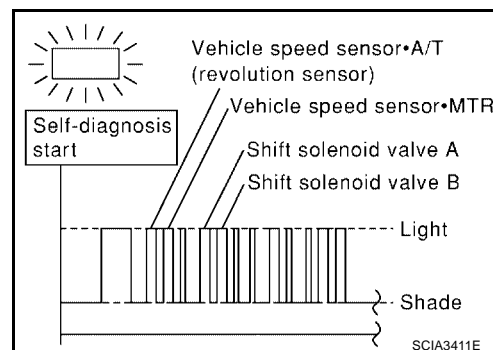 Vehicle speed sensor•A/T
(revolution sensor)
Vehicle speed sensor•MTR
Self-diagnosis
start
Shift solenoid valve A
Shift solenoid valve B
Light
Shade
SCIA3411E